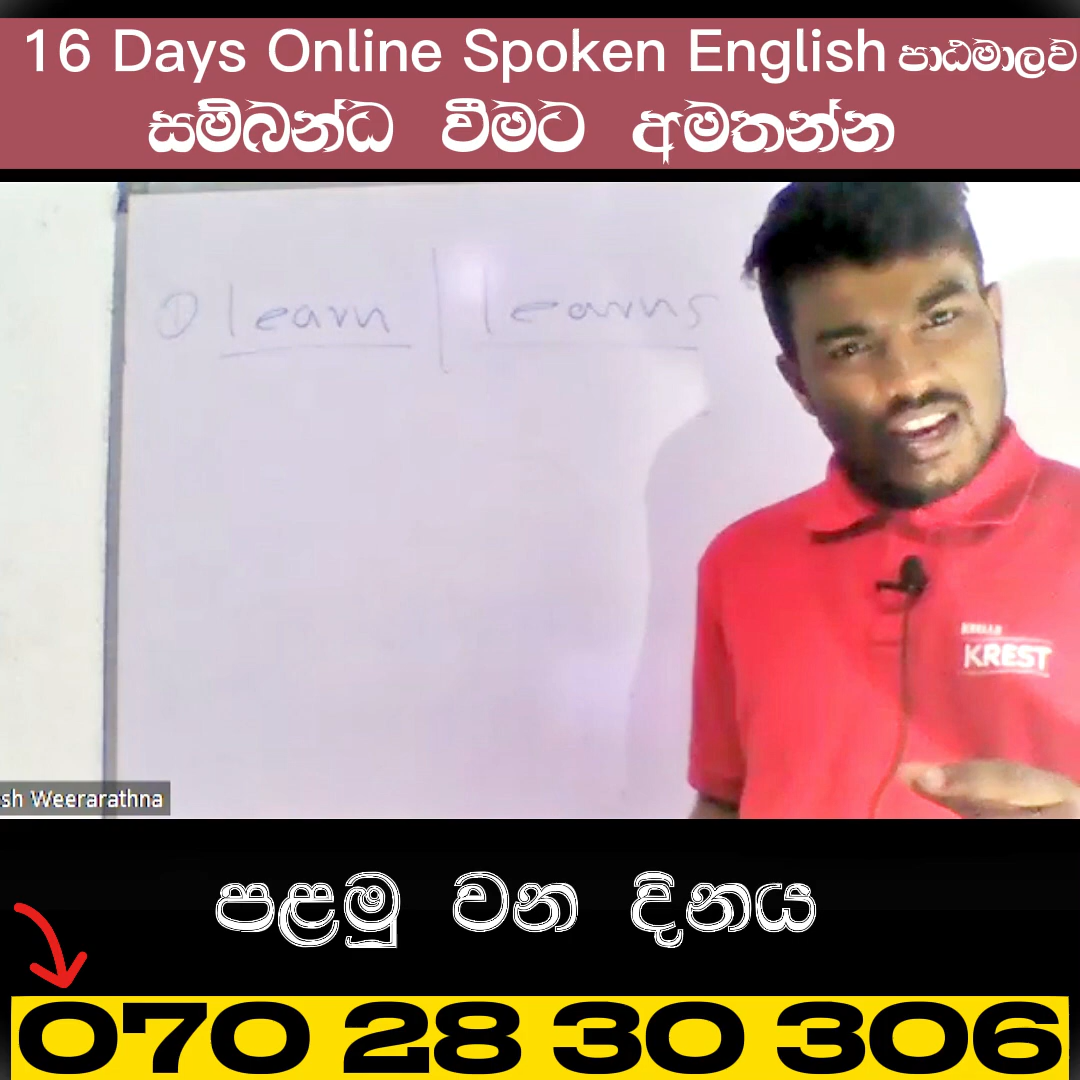 16 Days Online Spoken English පාඨමාලව
සම්බන්ධ වීමට අමතන්න
① learn | learns
KREST
sh Weerarathna
පළමු වන දිනය
070 28 30 306